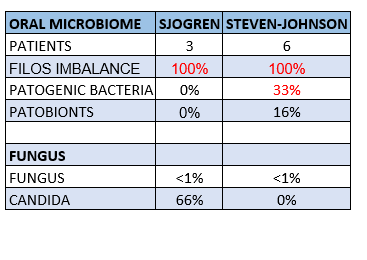 ORAL MICROBIOME SJOGREN STEVEN-JOHNSON
PATIENTS 3 6
FILOS IMBALANCE 100% 100%
PATOGENIC BACTERIA 0% 33%
PATOBIONTS 0% 16%
FUNGUS
FUNGUS <1% <1%
CANDIDA 66% 0%